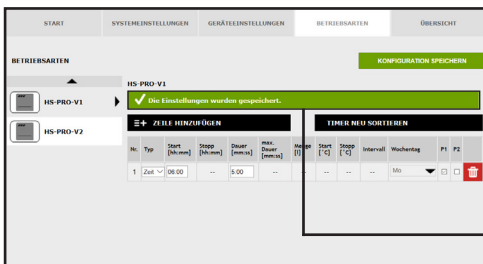 START SYSTEMEINSTELLUNGEN GERÄTEEINSTELLUNGEN BETRIEBSARTEN ÜBERSICHT
BETRIEBSARTEN KONFIGURATION SPEICHERN
HS-PRO-V1
HS-PRO-V2
HS-PRO-V1
Die Einstellungen wurden gespeichert.
ZEILE HINZUFÜGEN TIMER NEU SORTIEREN
Nr. Typ Start [hh:mm] Stopp [hh:mm] Dauer [mm:ss] max. Dauer [mm:ss] Menge [l] Start [°C] Stopp [°C] Intervall Wochentag P1 P2
1 Zeit 06:00 -- 5:00 -- -- -- -- -- Mo